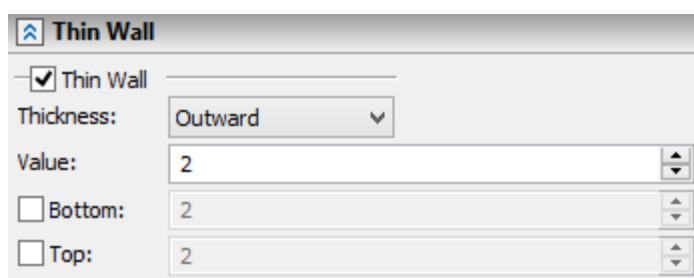 Thin Wall
Thin Wall
Thickness: Outward
Value: 2
Bottom: 2
Top: 2